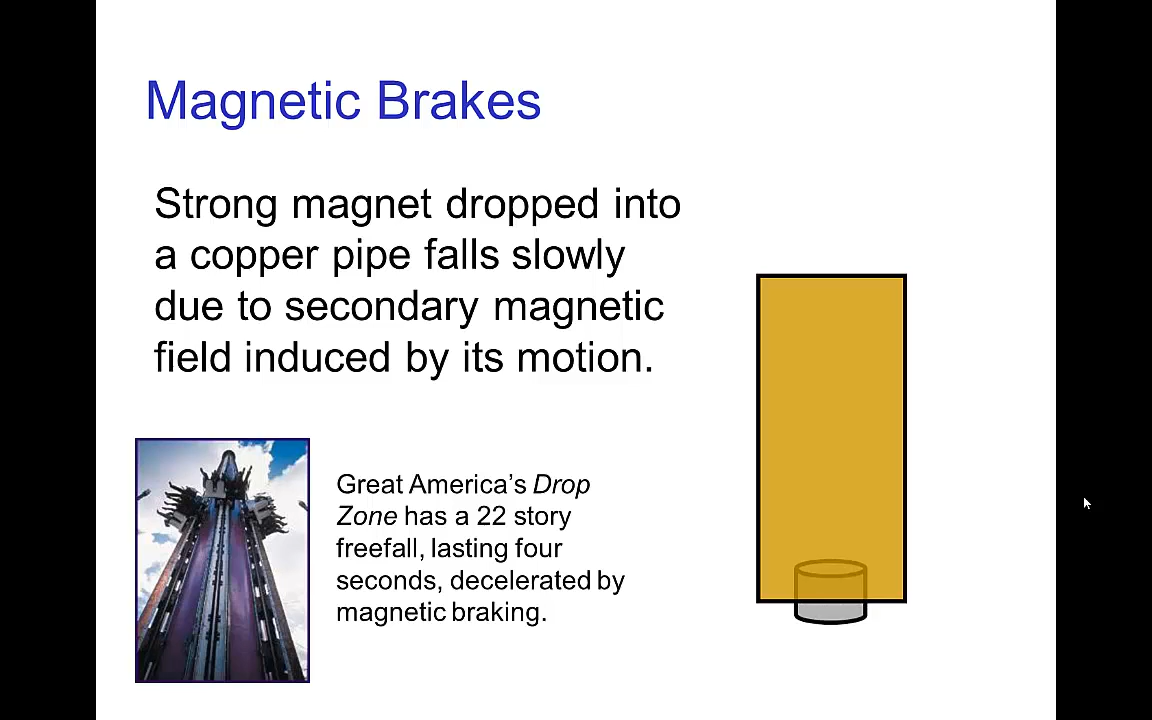 Magnetic Brakes
Strong magnet dropped into
a copper pipe falls slowly
due to secondary magnetic
field induced by its motion.
Great America’s Drop
Zone has a 22 story
freefall, lasting four
seconds, decelerated by
magnetic braking.